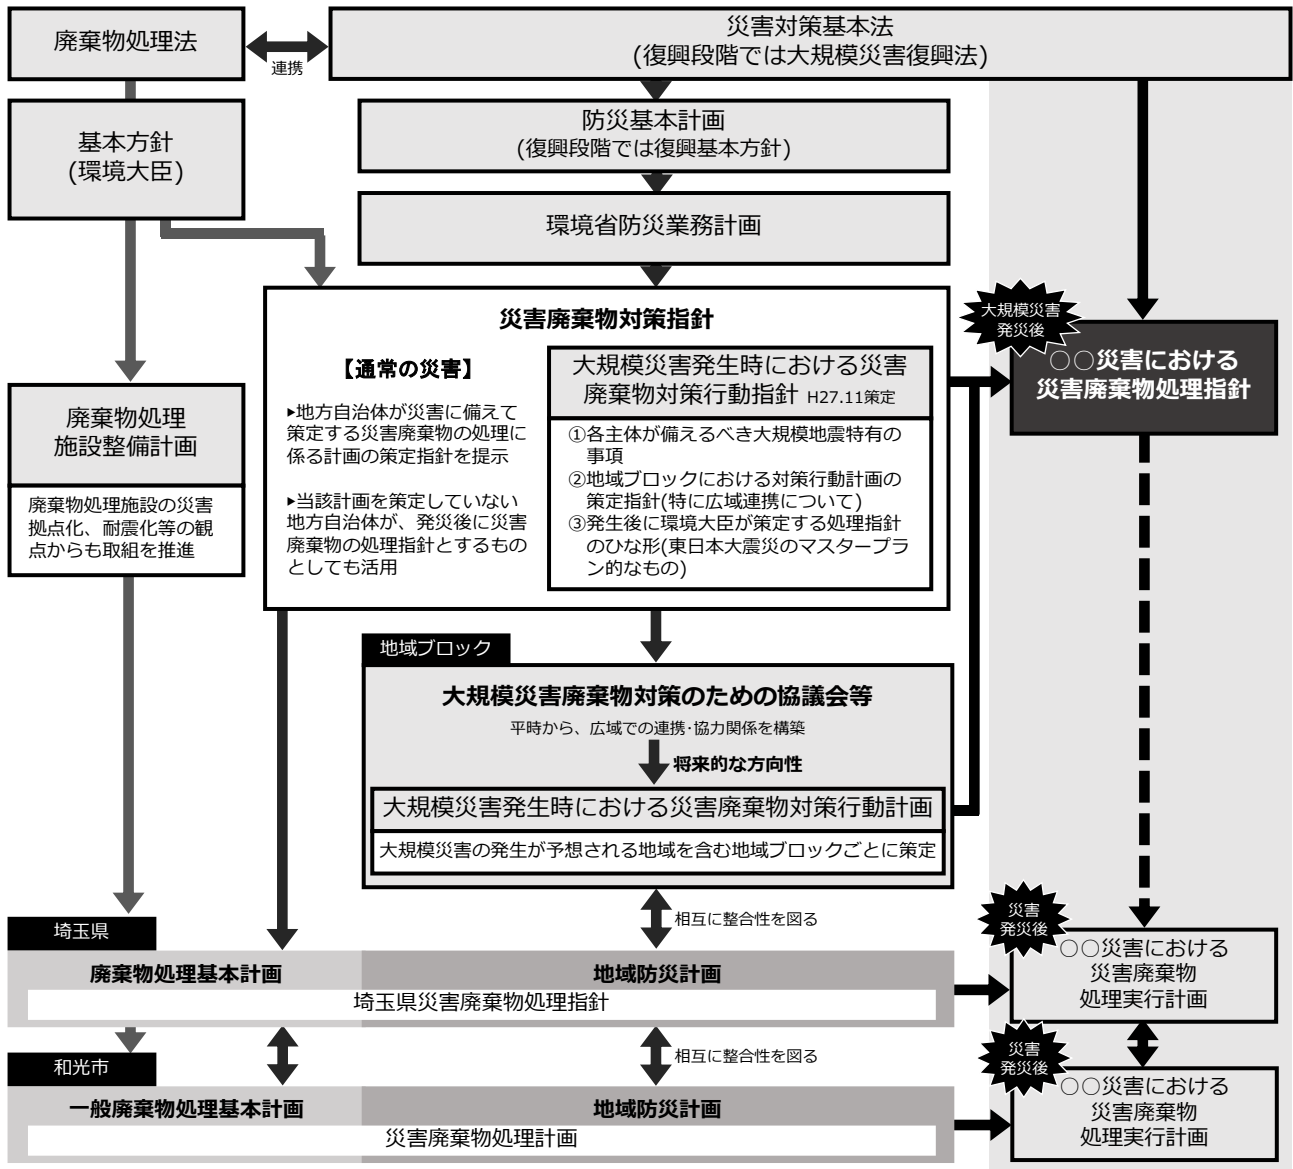 廃棄物処理法
連携
災害対策基本法
(復興段階では大規模災害復興法)
基本方針
(環境大臣)
防災基本計画
(復興段階では復興基本方針)
環境省防災業務計画
災害廃棄物対策指針
【通常の災害】
▶地方自治体が災害に備えて
策定する災害廃棄物の処理に
係る計画の策定指針を提示
▶当該計画を策定していない
地方自治体が、発災後に災害
廃棄物の処理指針とするもの
としても活用
大規模災害発生時における災害
廃棄物対策行動指針 H27.11策定
①各主体が備えるべき大規模地震特有の
事項
②地域ブロックにおける対策行動計画の
策定指針(特に広域連携について)
③発生後に環境大臣が策定する処理指針
のひな形(東日本大震災のマスタープラ
ン的なもの)
大規模災害
発災後
○○災害における
災害廃棄物処理指針
廃棄物処理
施設整備計画
廃棄物処理施設の災害
拠点化、耐震化等の観
点からも取組を推進
地域ブロック
大規模災害廃棄物対策のための協議会等
平時から、広域での連携・協力関係を構築
将来的な方向性
大規模災害発生時における災害廃棄物対策行動計画
大規模災害の発生が予想される地域を含む地域ブロックごとに策定
相互に整合性を図る
埼玉県
廃棄物処理基本計画
地域防災計画
埼玉県災害廃棄物処理指針
災害
発災後
○○災害における
災害廃棄物
処理実行計画
相互に整合性を図る
和光市
一般廃棄物処理基本計画
地域防災計画
災害廃棄物処理計画
災害
発災後
○○災害における
災害廃棄物
処理実行計画